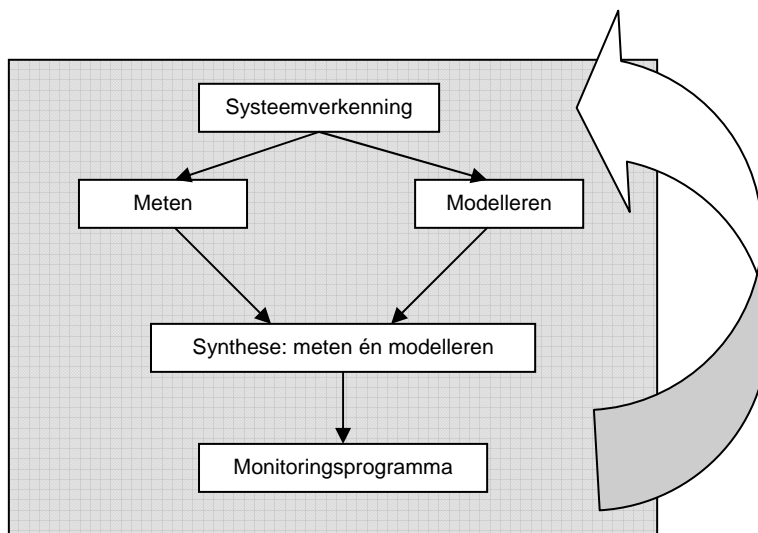 Systeemverkenning
Meten
Modelleren
Synthese: meten én modelleren
Monitoringsprogramma